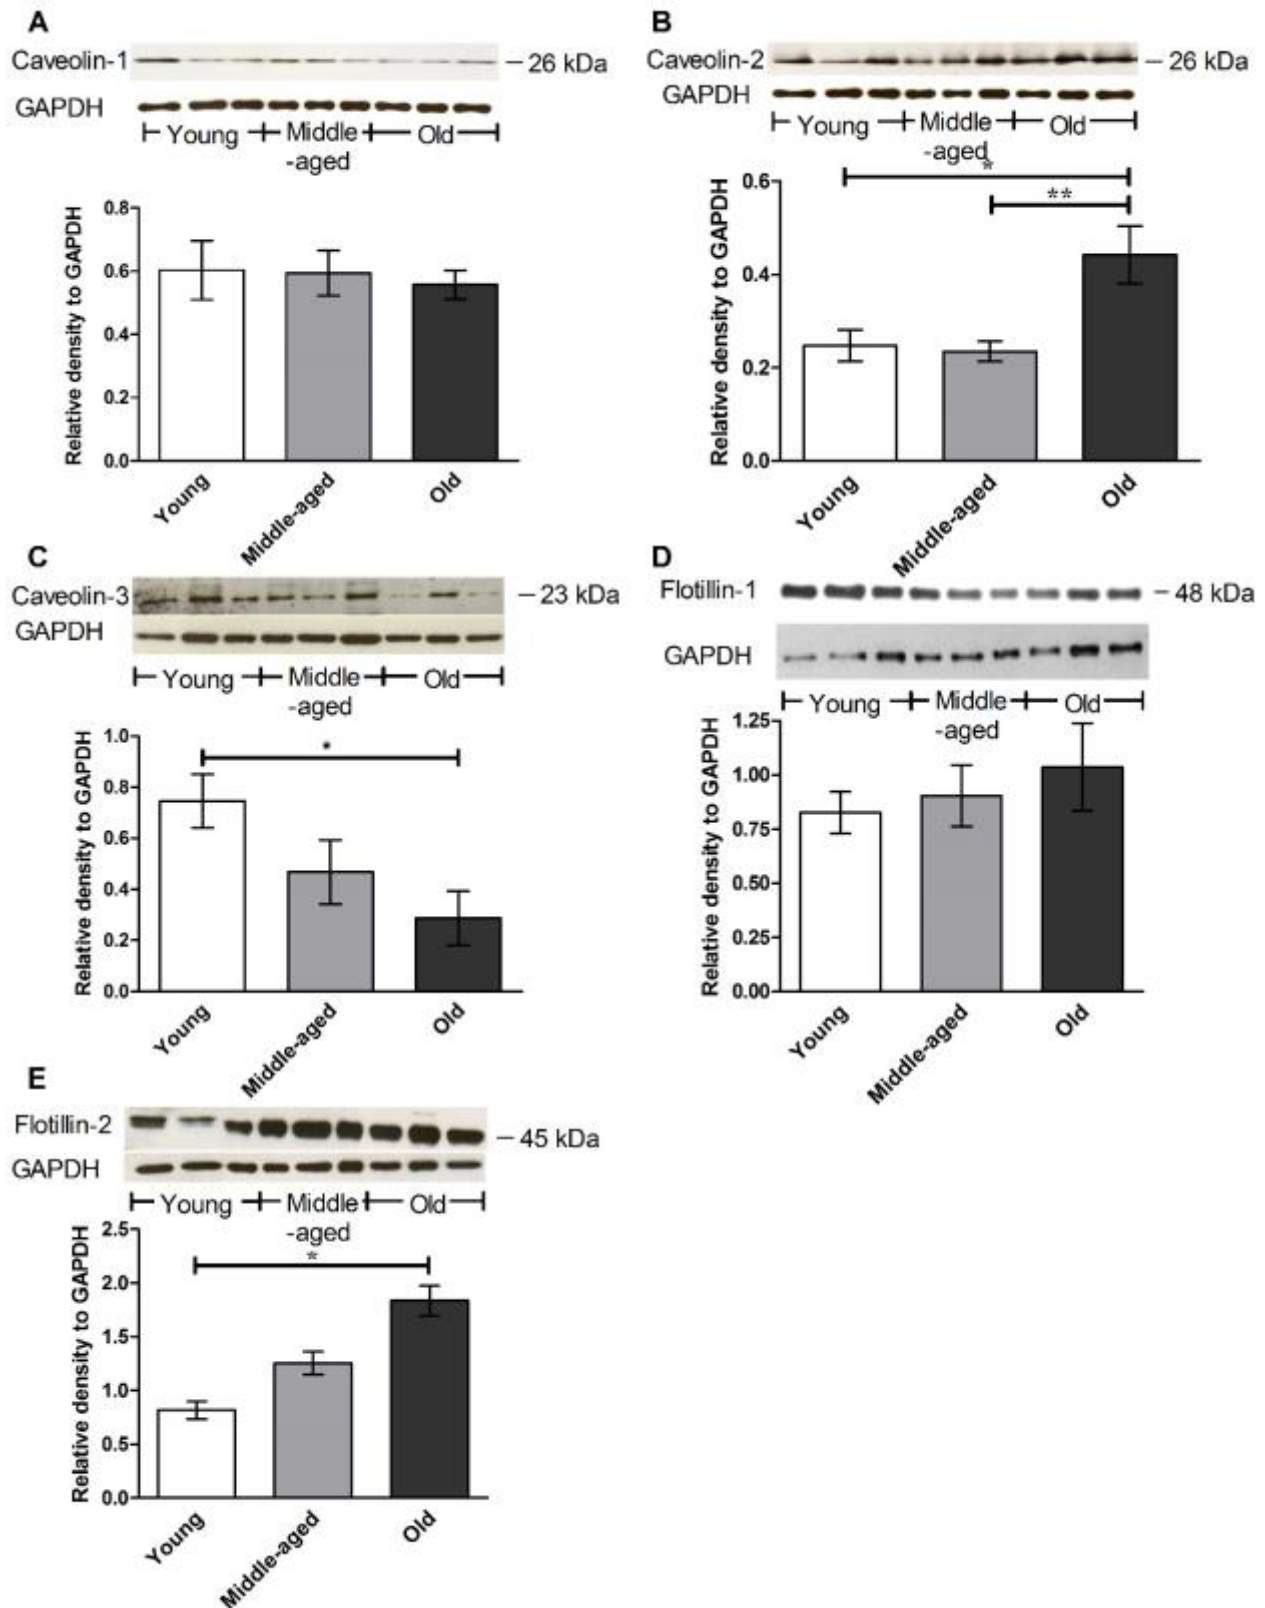 A
Caveolin-1
26 kDa
GAPDH
Young
Middle
-aged
Old
Relative density to GAPDH
0.8
0.6
0.4
0.2
0.0
Young
Middle-aged
Old
B
Caveolin-2
26 kDa
GAPDH
Young
Middle
-aged
Old
*
**
Relative density to GAPDH
0.6
0.4
0.2
0.0
Young
Middle-aged
Old
C
Caveolin-3
23 kDa
GAPDH
Young
Middle
-aged
Old
*
Relative density to GAPDH
1.0
0.8
0.6
0.4
0.2
0.0
Young
Middle-aged
Old
D
Flotillin-1
48 kDa
GAPDH
Young
Middle
-aged
Old
Relative density to GAPDH
1.25
1.00
0.75
0.50
0.25
0.00
Young
Middle-aged
Old
E
Flotillin-2
45 kDa
GAPDH
Young
Middle
-aged
Old
*
Relative density to GAPDH
2.5
2.0
1.5
1.0
0.5
0.0
Young
Middle-aged
Old